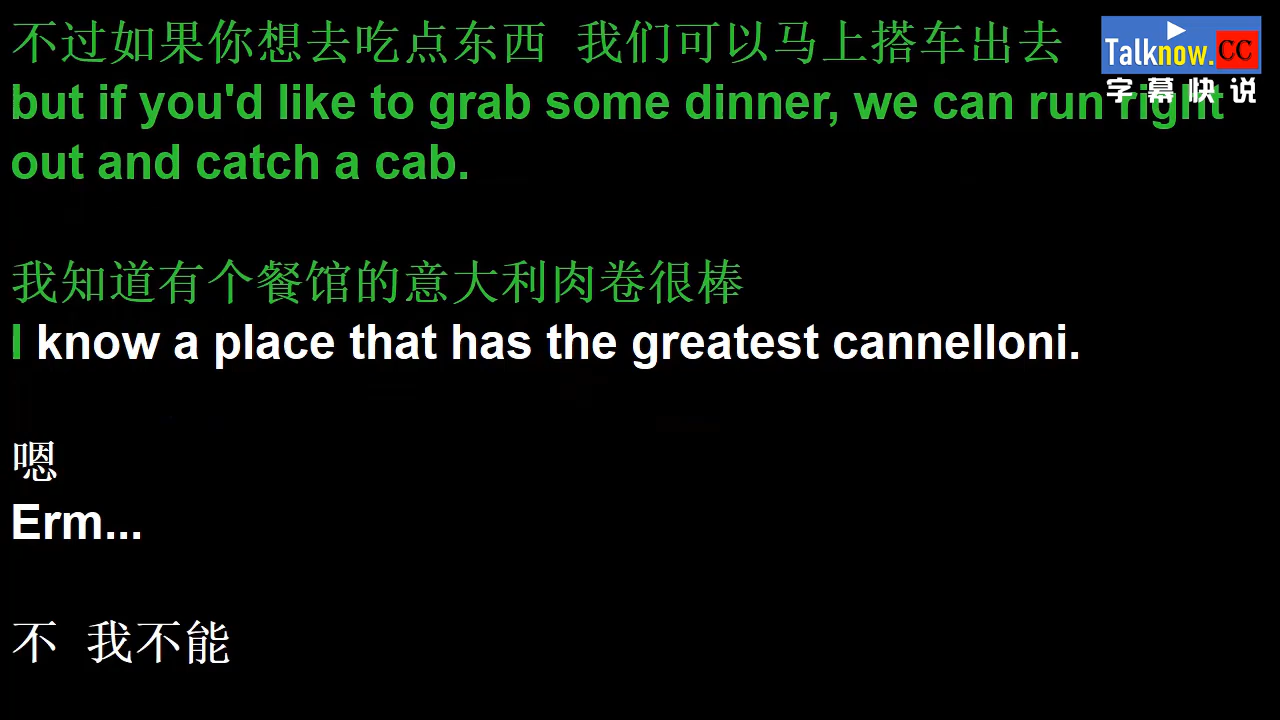 不过如果你想去吃点东西 我们可以马上搭车出去
but if you'd like to grab some dinner, we can run right
out and catch a cab.
我知道有个餐馆的意大利肉卷很棒
I know a place that has the greatest cannelloni.
嗯
Erm...
不 我不能
Talknow.CC
字幕快说